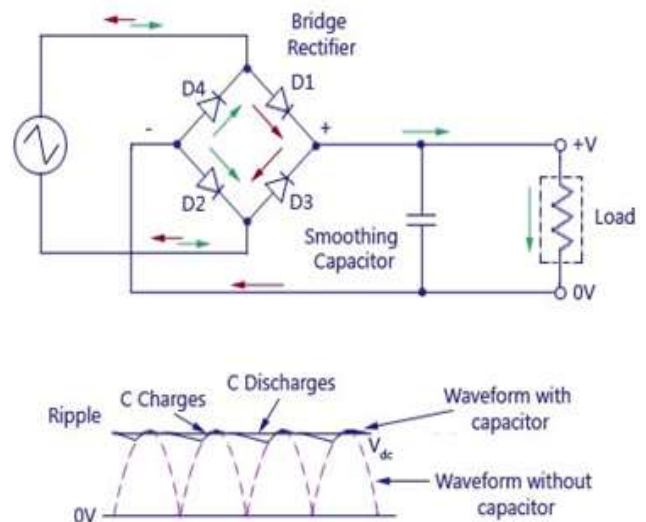 Bridge
Rectifier
D4
D1
-
+
+V
D2
D3
Smoothing
Capacitor
Load
0V
C Discharges
C Charges
Ripple
Waveform with
capacitor
Vdc
Waveform without
capacitor
0V